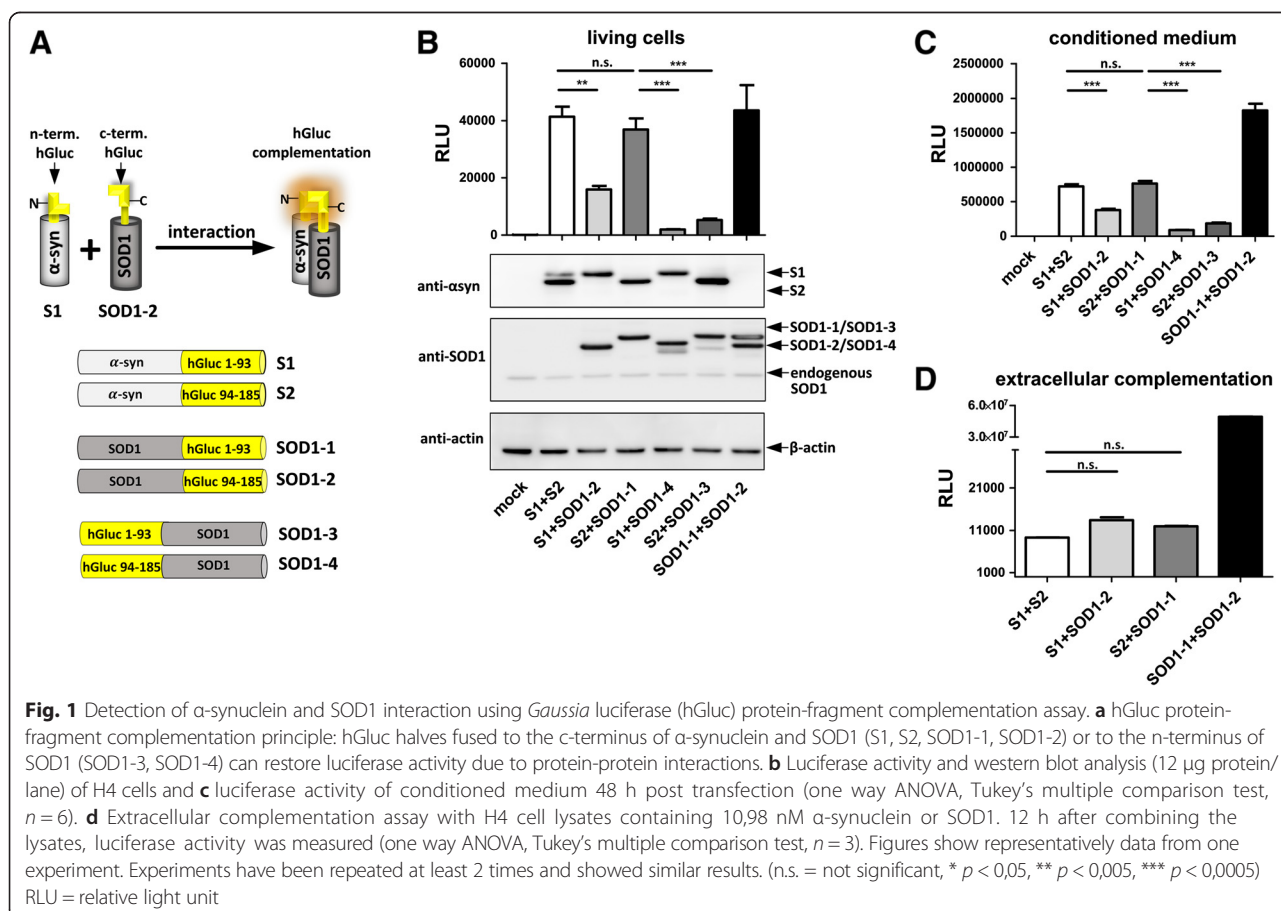 A
n-term.
hGluc
c-term.
hGluc
hGluc
complementation
N
C
N
C
α-syn
+
SOD1
interaction
α-syn
SOD1
S1
SOD1-2
α-syn
hGluc 1-93
S1
α-syn
hGluc 94-185
S2
SOD1
hGluc 1-93
SOD1-1
SOD1
hGluc 94-185
SOD1-2
hGluc 1-93
SOD1
SOD1-3
hGluc 94-185
SOD1
SOD1-4
B
living cells
RLU
60000
40000
20000
0
n.s.
**
***
***
anti-αsyn
S1
S2
anti-SOD1
SOD1-1/SOD1-3
SOD1-2/SOD1-4
endogenous
SOD1
anti-actin
β-actin
mock
S1+S2
S1+SOD1-2
S2+SOD1-1
S1+SOD1-4
S2+SOD1-3
SOD1-1+SOD1-2
C
conditioned medium
RLU
2500000
2000000
1500000
1000000
500000
0
n.s.
***
***
***
mock
S1+S2
S1+SOD1-2
S2+SOD1-1
S1+SOD1-4
S2+SOD1-3
SOD1-1+SOD1-2
D
extracellular complementation
RLU
6.0×10⁷
3.0×10⁷
21000
11000
1000
n.s.
n.s.
S1+S2
S1+SOD1-2
S2+SOD1-1
SOD1-1+SOD1-2
Fig. 1 Detection of α-synuclein and SOD1 interaction using Gaussia luciferase (hGluc) protein-fragment complementation assay. a hGluc protein-
fragment complementation principle: hGluc halves fused to the c-terminus of α-synuclein and SOD1 (S1, S2, SOD1-1, SOD1-2) or to the n-terminus of
SOD1 (SOD1-3, SOD1-4) can restore luciferase activity due to protein-protein interactions. b Luciferase activity and western blot analysis (12 μg protein/
lane) of H4 cells and c luciferase activity of conditioned medium 48 h post transfection (one way ANOVA, Tukey's multiple comparison test,
n = 6). d Extracellular complementation assay with H4 cell lysates containing 10,98 nM α-synuclein or SOD1. 12 h after combining the
lysates, luciferase activity was measured (one way ANOVA, Tukey's multiple comparison test, n = 3). Figures show representatively data from one
experiment. Experiments have been repeated at least 2 times and showed similar results. (n.s. = not significant, * p < 0,05, ** p < 0,005, *** p < 0,0005)
RLU = relative light unit